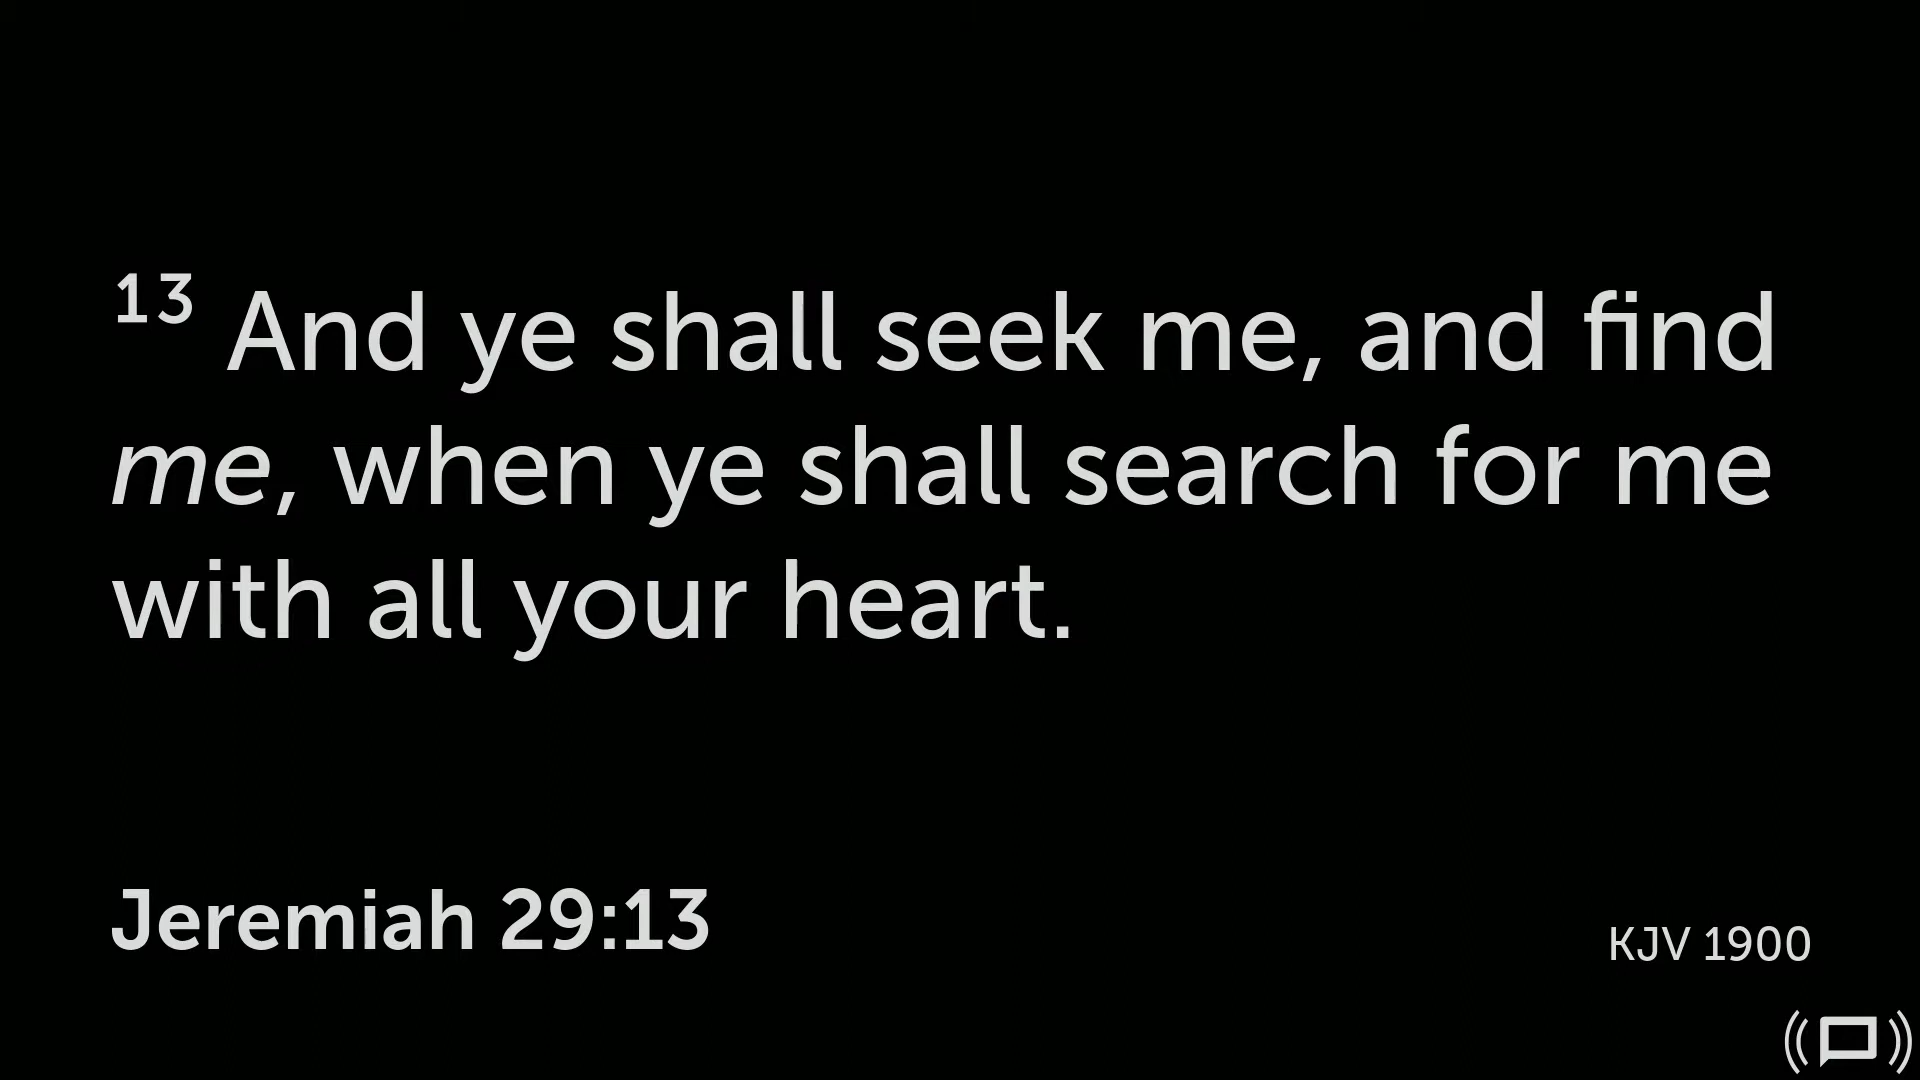 13 And ye shall seek me, and find
me, when ye shall search for me
with all your heart.
Jeremiah 29:13
KJV 1900